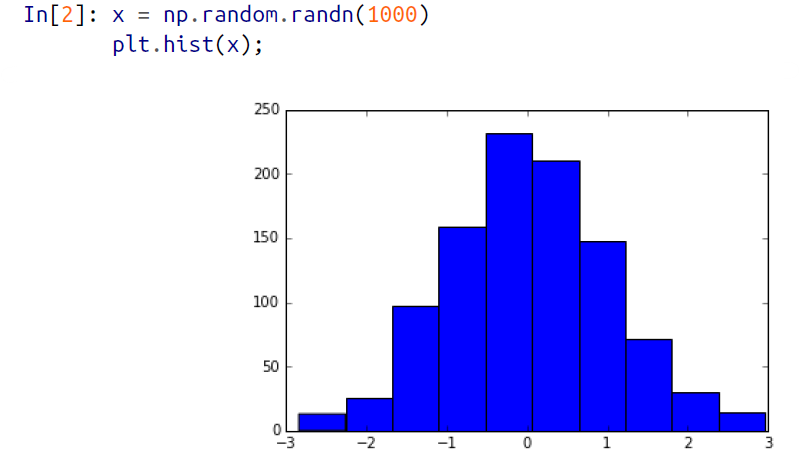 In[2]: x = np.random.randn(1000)
plt.hist(x);
250
200
150
100
50
0
−3 −2 −1 0 1 2 3